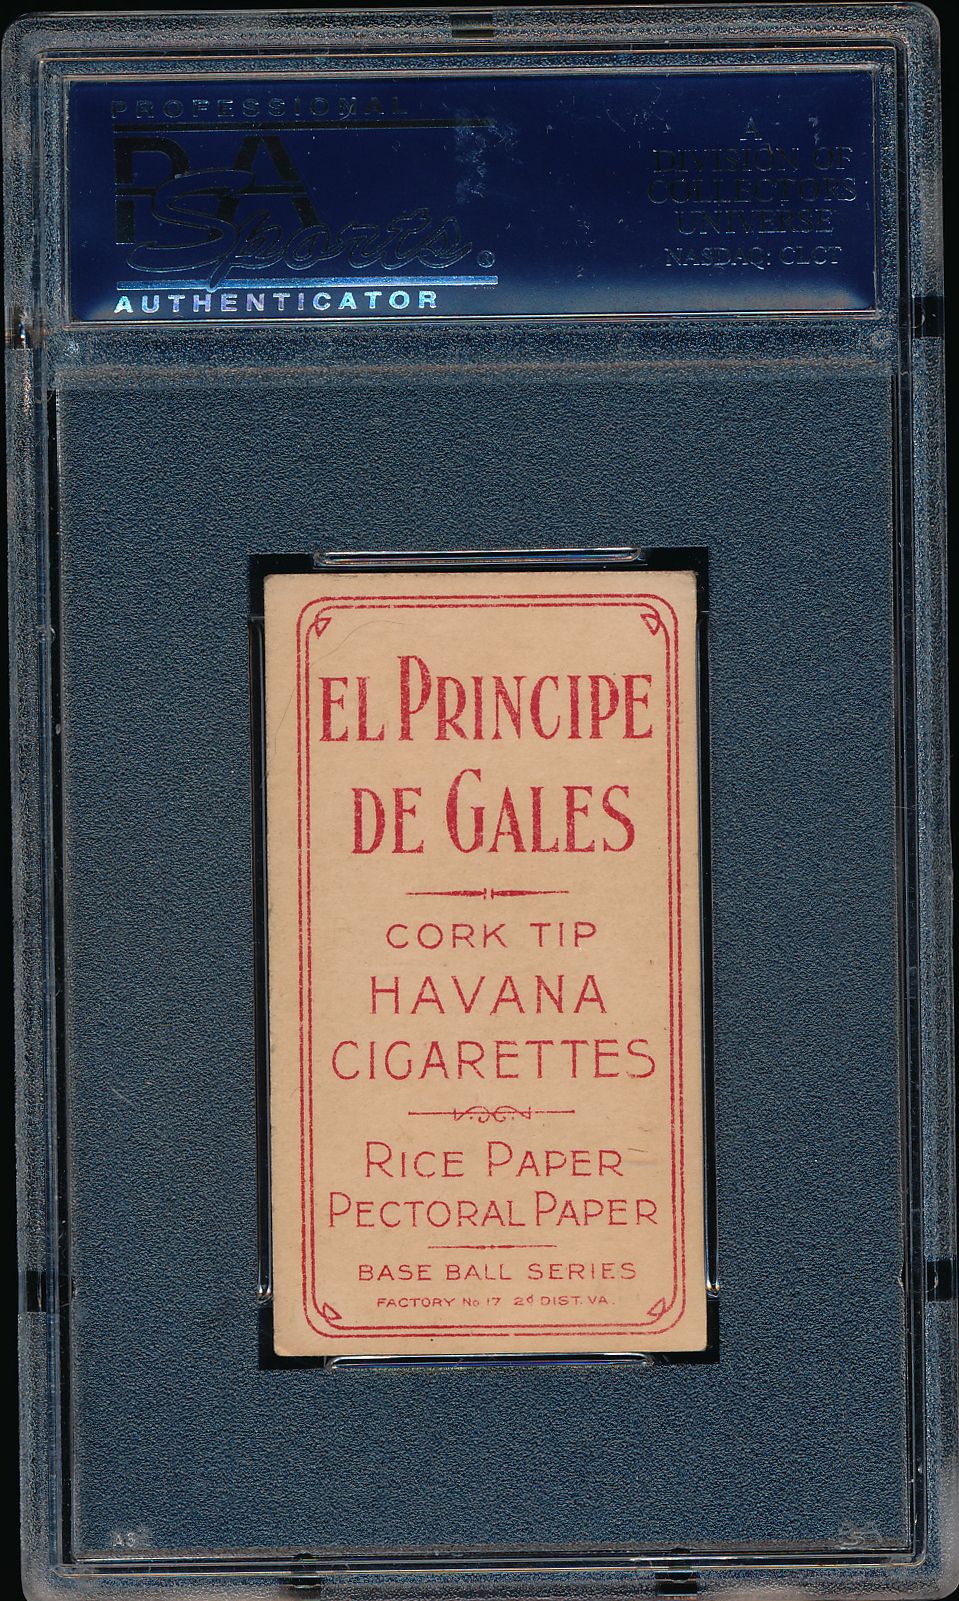 PROFESSIONAL
PSA
Sports®
AUTHENTICATOR
A
DIVISION OF
COLLECTORS
UNIVERSE
NASDAQ: CLCT
EL PRINCIPE
DE GALES
CORK TIP
HAVANA
CIGARETTES
RICE PAPER
PECTORAL PAPER
BASE BALL SERIES
FACTORY No 17 2d DIST. VA.